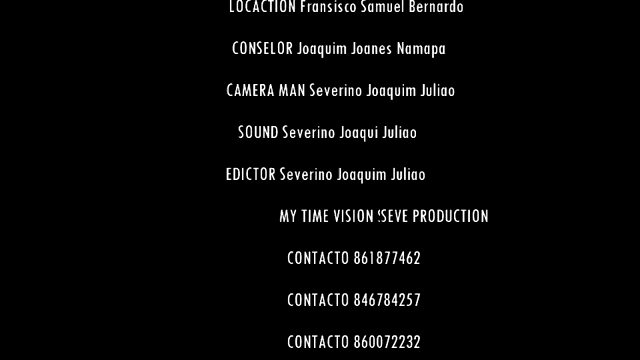 LOCACTION Fransisco Samuel Bernardo
CONSELOR Joaquim Joanes Namapa
CAMERA MAN Severino Joaquim Juliao
SOUND Severino Joaqui Juliao
EDICTOR Severino Joaquim Juliao
MY TIME VISION SEVE PRODUCTION
CONTACTO 861877462
CONTACTO 846784257
CONTACTO 860072232